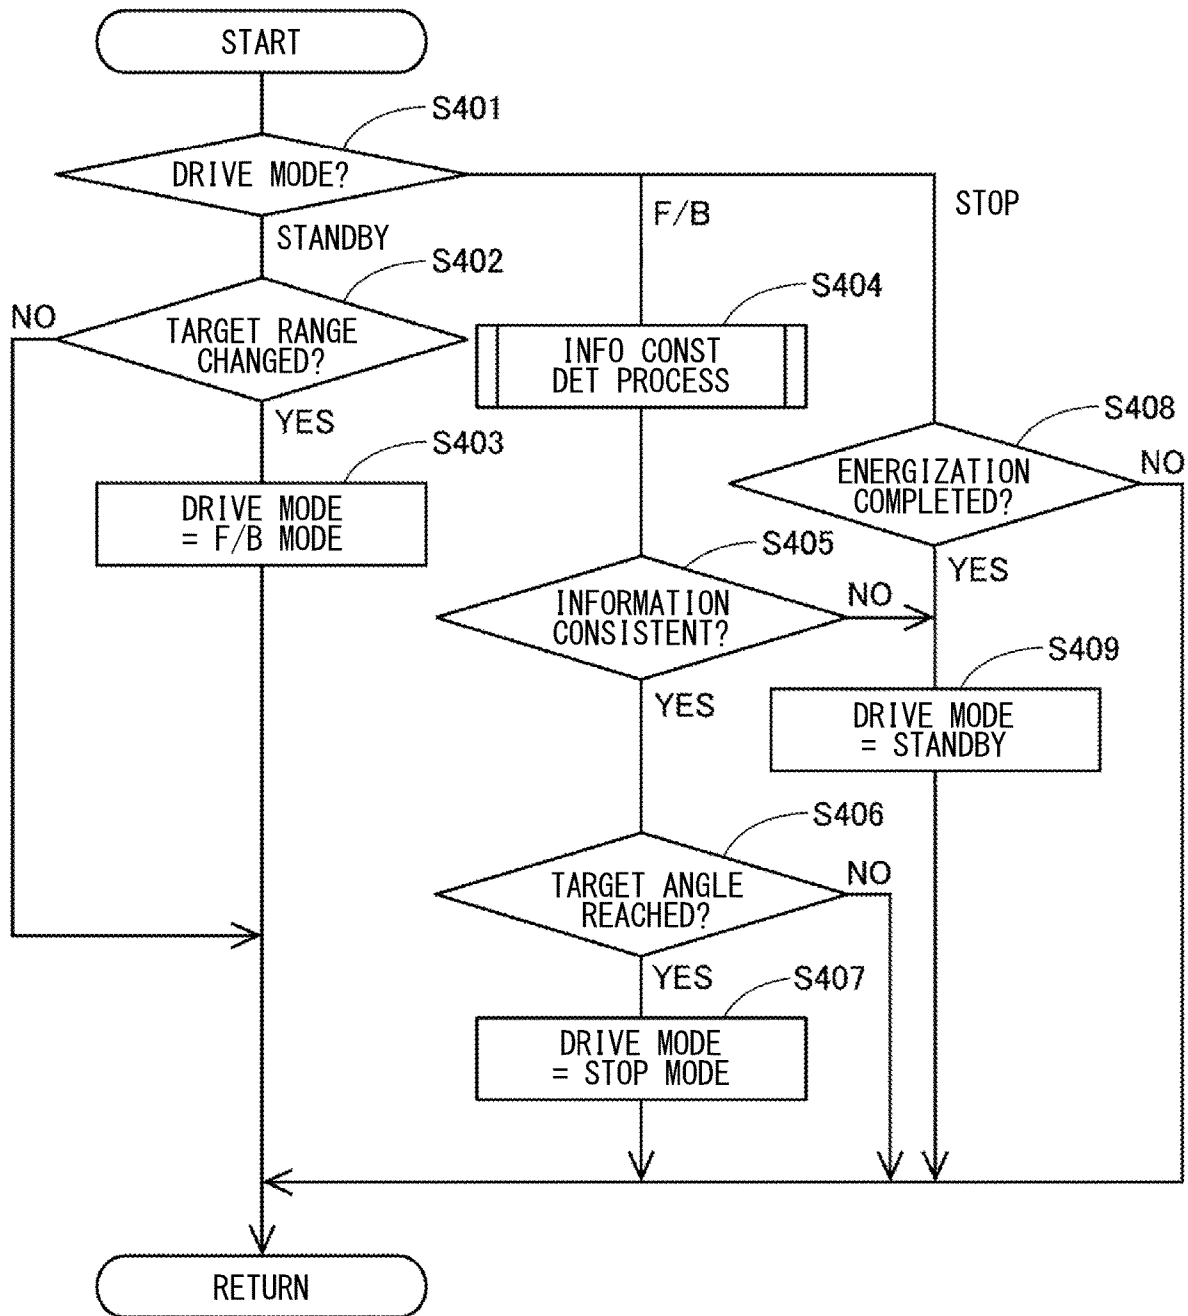 START
S401
DRIVE MODE?
STANDBY
F/B
STOP
S402
NO
TARGET RANGE
CHANGED?
YES
S403
DRIVE MODE
= F/B MODE
S404
INFO CONST
DET PROCESS
S408
ENERGIZATION
COMPLETED?
NO
YES
S405
INFORMATION
CONSISTENT?
NO
YES
S409
DRIVE MODE
= STANDBY
S406
TARGET ANGLE
REACHED?
NO
YES
S407
DRIVE MODE
= STOP MODE
RETURN